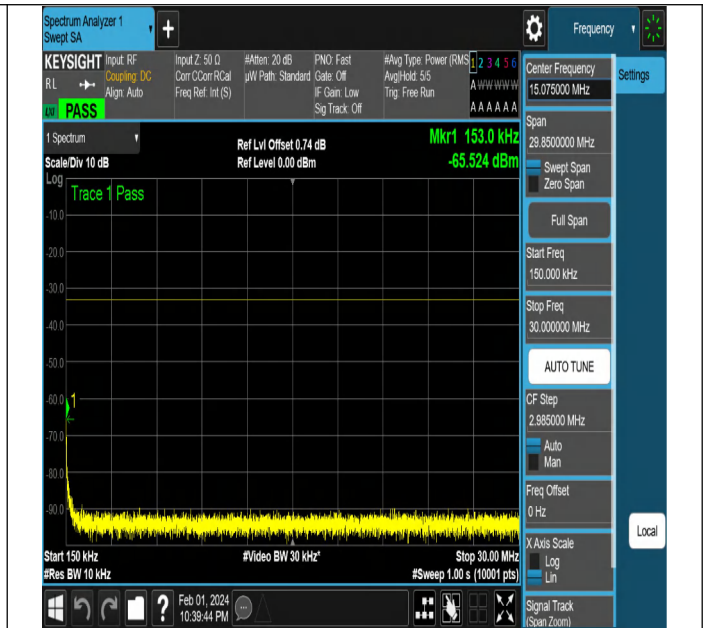 Spectrum Analyzer 1
Swept SA
+
Frequency
KEYSIGHT
RL
LXI
PASS
Input: RF
Coupling: DC
Align: Auto
Input Z: 50 Ω
Corr CCorr RCal
Freq Ref: Int (S)
#Atten: 20 dB
µW Path: Standard
PNO: Fast
Gate: Off
IF Gain: Low
Sig Track: Off
#Avg Type: Power (RMS
Avg|Hold: 5/5
Trig: Free Run
1 2 3 4 5 6
A W W W W W
A A A A A A
1 Spectrum
Scale/Div 10 dB
Ref Lvl Offset 0.74 dB
Ref Level 0.00 dBm
Mkr1 153.0 kHz
-65.524 dBm
Log
Trace 1 Pass
-10.0
-20.0
-30.0
-40.0
-50.0
-60.0
1
-70.0
-80.0
-90.0
Start 150 kHz
#Video BW 30 kHz*
Stop 30.00 MHz
#Res BW 10 kHz
#Sweep 1.00 s (10001 pts)
?
Feb 01, 2024
10:39:44 PM
Center Frequency
15.075000 MHz
Settings
Span
29.8500000 MHz
Swept Span
Zero Span
Full Span
Start Freq
150.000 kHz
Stop Freq
30.000000 MHz
AUTO TUNE
CF Step
2.985000 MHz
Auto
Man
Freq Offset
0 Hz
Local
X Axis Scale
Log
Lin
Signal Track
(Span Zoom)